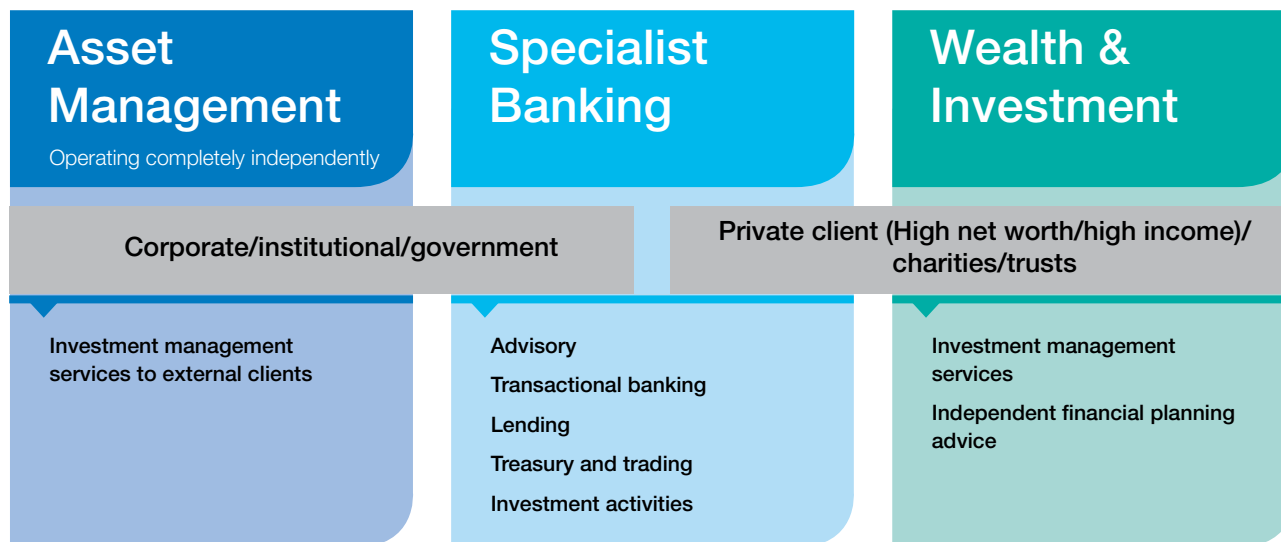 Asset
Management
Operating completely independently
Specialist
Banking
Wealth &
Investment
Corporate/institutional/government
Private client (High net worth/high income)/
charities/trusts
Investment management
services to external clients
Advisory
Transactional banking
Lending
Treasury and trading
Investment activities
Investment management
services
Independent financial planning
advice